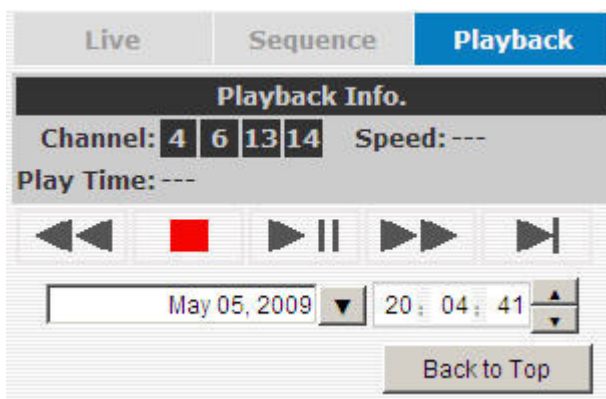 Live Sequence Playback
Playback Info.
Channel: 4 6 13 14 Speed: ---
Play Time: ---
May 05, 2009 20 : 04 : 41
Back to Top